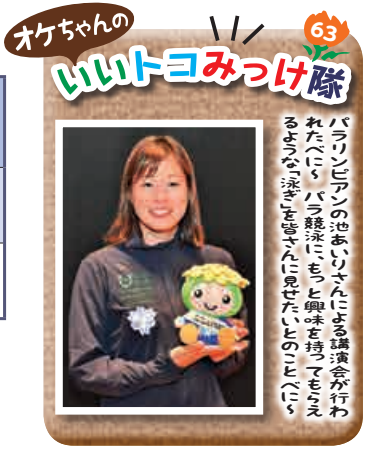 オケちゃんの
63
いいトコみっけ隊
パラリンピアンの池あいりさんによる講演会が行わ
れたべに～　パラ競泳に、もっと興味を持ってもらえ
るような「泳ぎ」を皆さんに見せたいとのことべに～